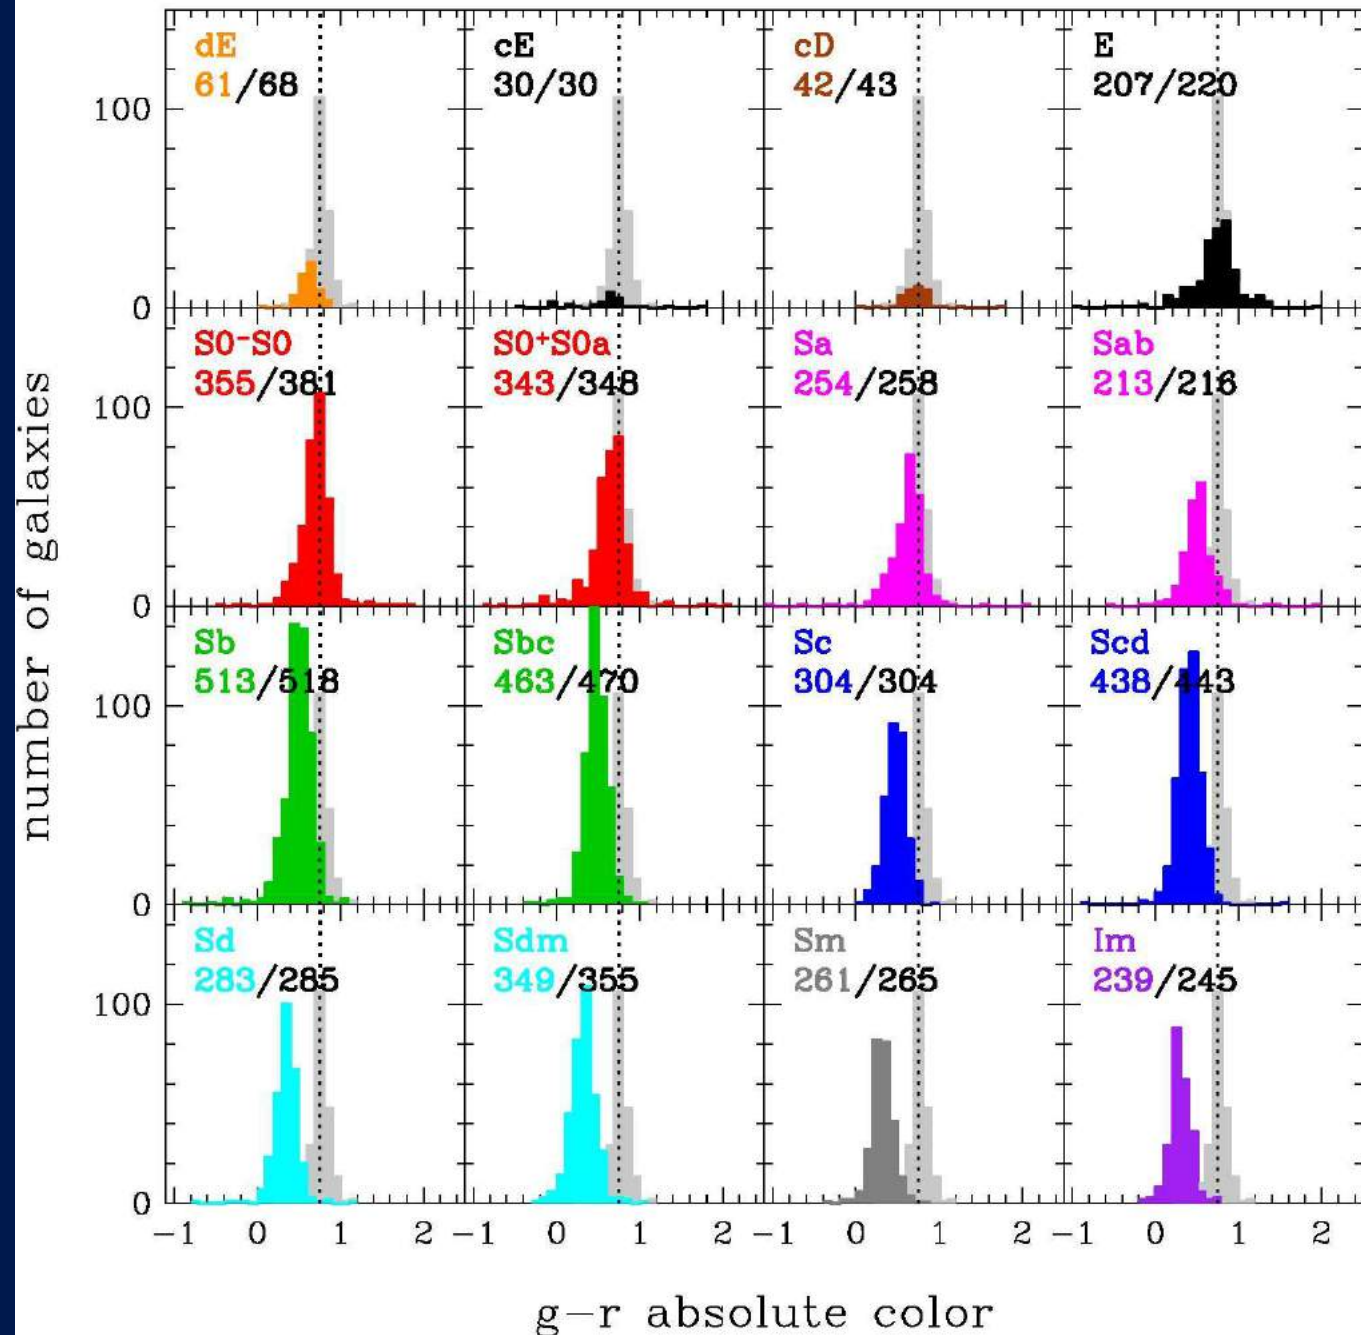 dE
61/68
cE
30/30
cD
42/43
E
207/220
100
0
S0⁻S0
355/381
S0⁺S0a
343/348
Sa
254/258
Sab
213/216
100
0
Sb
513/518
Sbc
463/470
Sc
304/304
Scd
438/443
100
0
Sd
283/285
Sdm
349/355
Sm
261/265
Im
239/245
100
0
−1 0 1 2 −1 0 1 2 −1 0 1 2 −1 0 1 2
number of galaxies
g−r absolute color